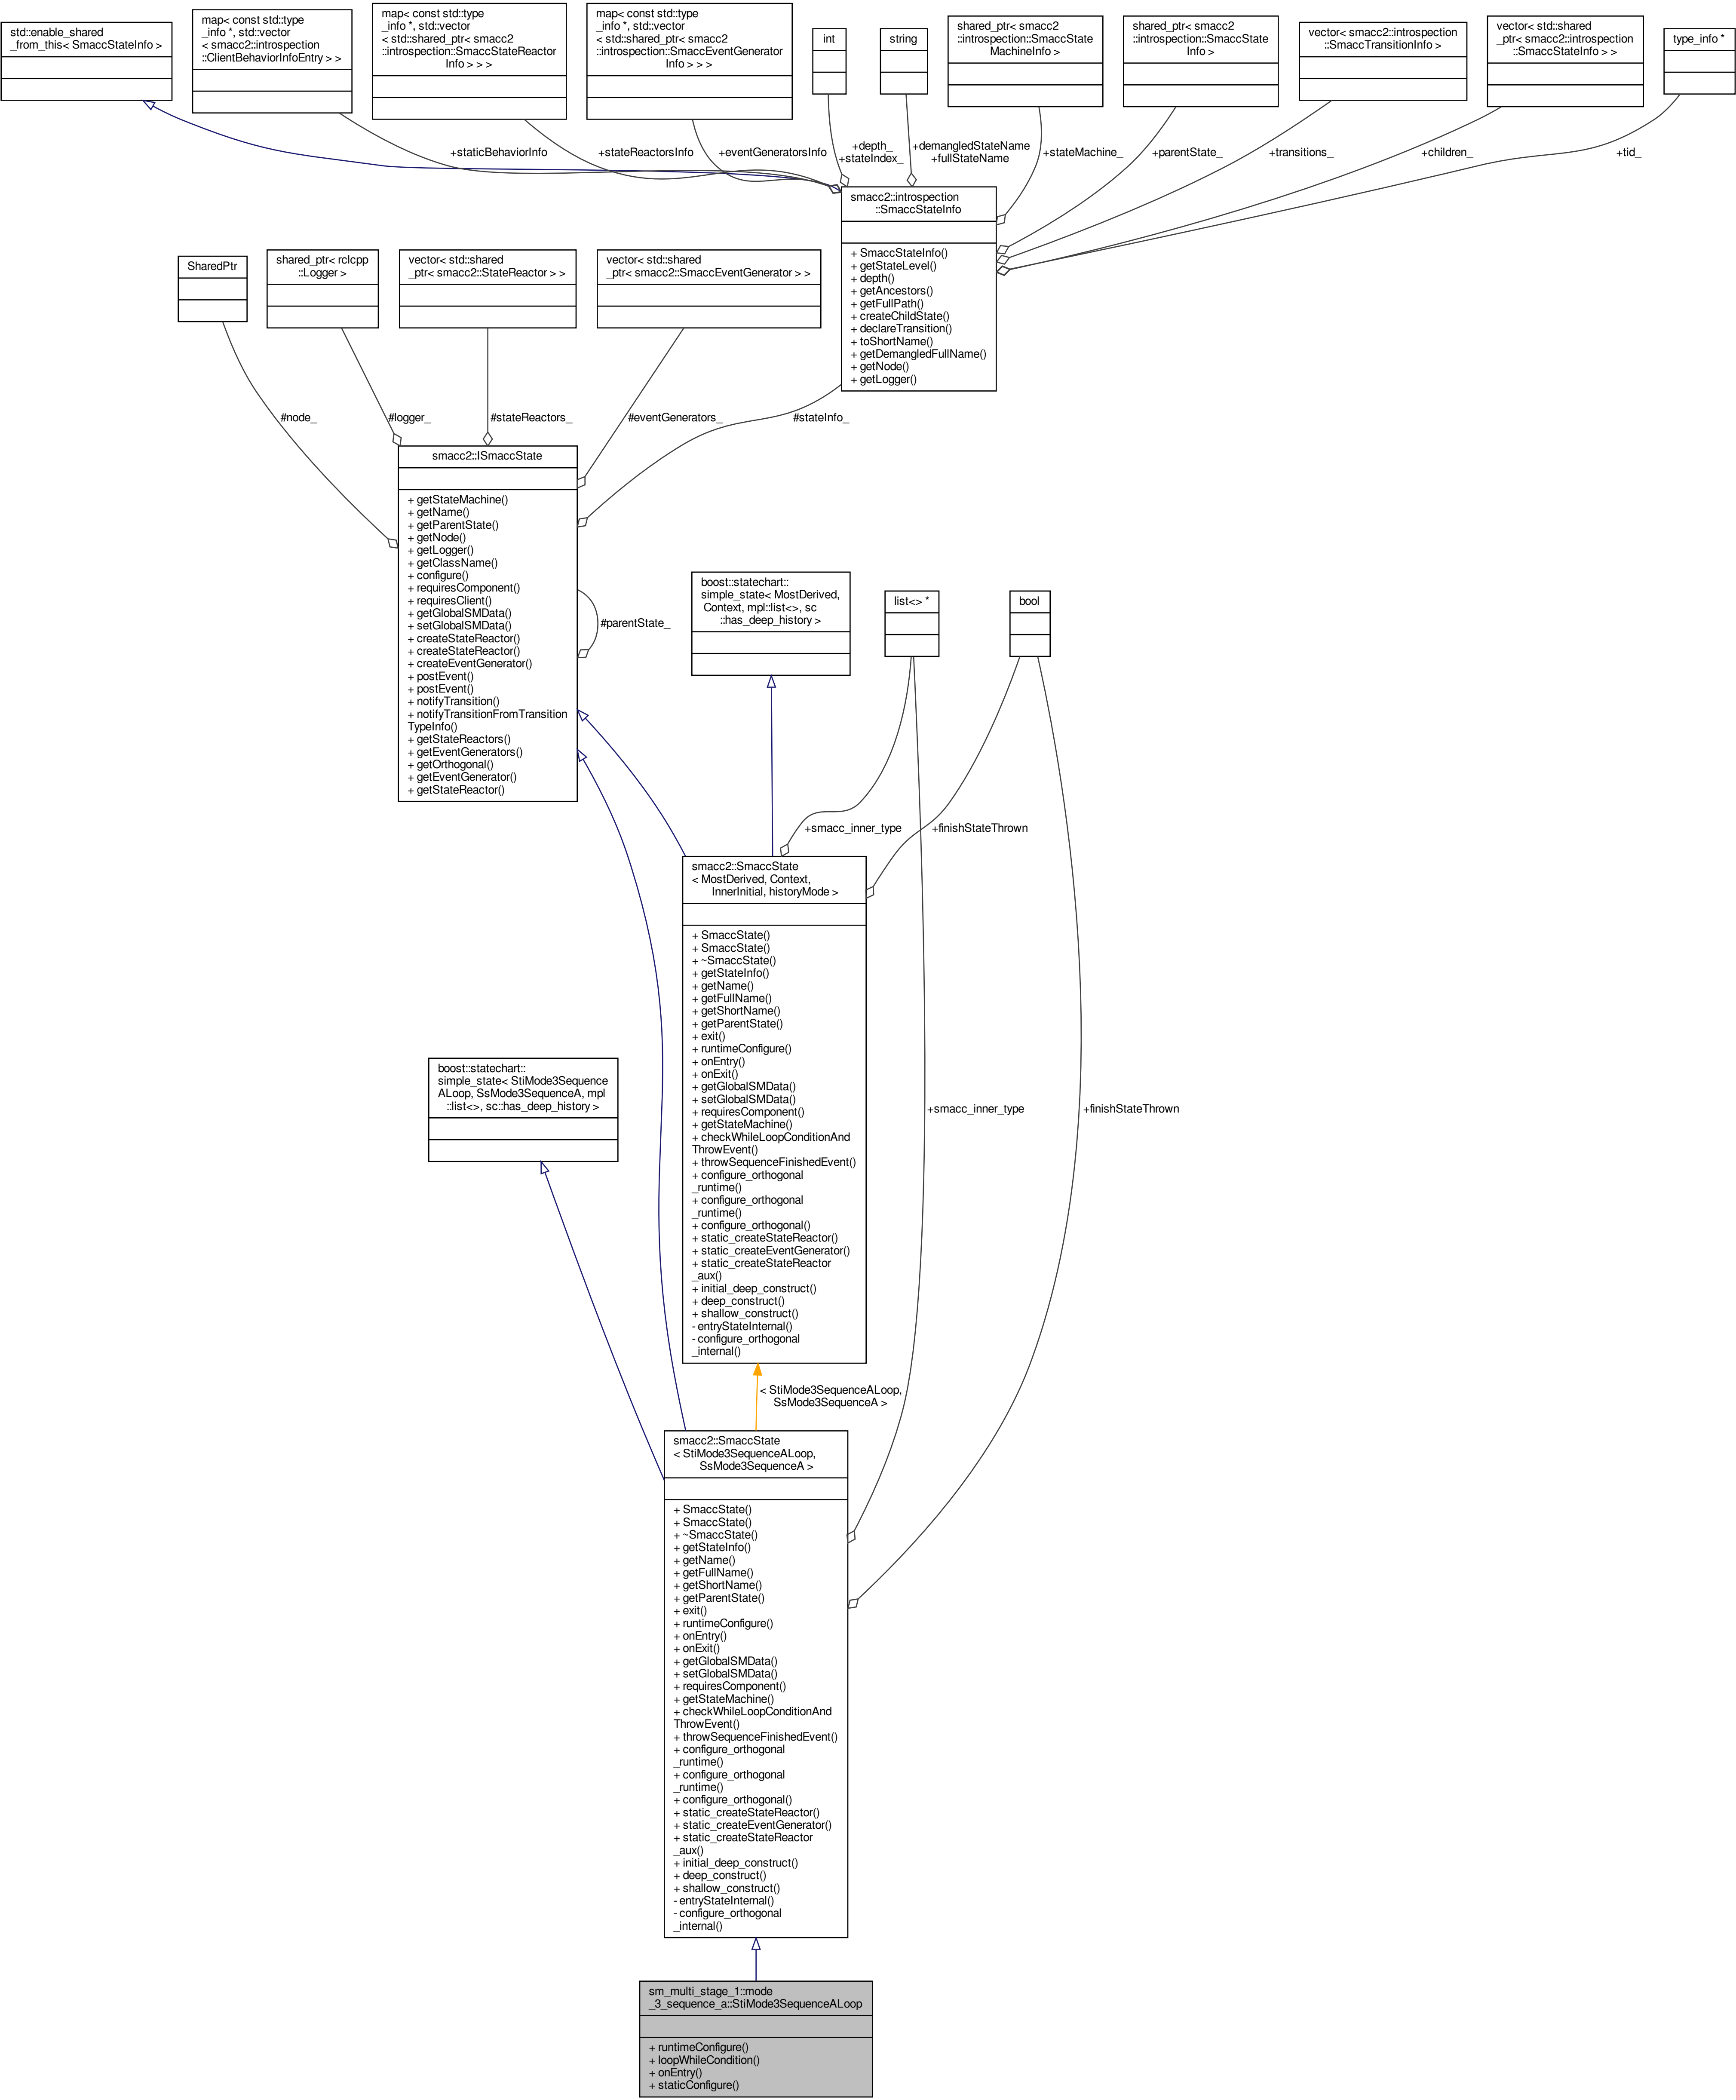 std::enable_shared
_from_this< SmaccStateInfo >
map< const std::type
_info *, std::vector
< smacc2::introspection
::ClientBehaviorInfoEntry > >
map< const std::type
_info *, std::vector
< std::shared_ptr< smacc2
::introspection::SmaccStateReactor
Info > > >
map< const std::type
_info *, std::vector
< std::shared_ptr< smacc2
::introspection::SmaccEventGenerator
Info > > >
int
string
shared_ptr< smacc2
::introspection::SmaccState
MachineInfo >
shared_ptr< smacc2
::introspection::SmaccState
Info >
vector< smacc2::introspection
::SmaccTransitionInfo >
vector< std::shared
_ptr< smacc2::introspection
::SmaccStateInfo > >
type_info *
+staticBehaviorInfo
+stateReactorsInfo
+eventGeneratorsInfo
+depth_
+stateIndex_
+demangledStateName
+fullStateName
+stateMachine_
+parentState_
+transitions_
+children_
+tid_
smacc2::introspection
::SmaccStateInfo
+ SmaccStateInfo()
+ getStateLevel()
+ depth()
+ getAncestors()
+ getFullPath()
+ createChildState()
+ declareTransition()
+ toShortName()
+ getDemangledFullName()
+ getNode()
+ getLogger()
SharedPtr
shared_ptr< rclcpp
::Logger >
vector< std::shared
_ptr< smacc2::StateReactor > >
vector< std::shared
_ptr< smacc2::SmaccEventGenerator > >
#node_
#logger_
#stateReactors_
#eventGenerators_
#stateInfo_
smacc2::ISmaccState
+ getStateMachine()
+ getName()
+ getParentState()
+ getNode()
+ getLogger()
+ getClassName()
+ configure()
+ requiresComponent()
+ requiresClient()
+ getGlobalSMData()
+ setGlobalSMData()
+ createStateReactor()
+ createStateReactor()
+ createEventGenerator()
+ postEvent()
+ postEvent()
+ notifyTransition()
+ notifyTransitionFromTransition
TypeInfo()
+ getStateReactors()
+ getEventGenerators()
+ getOrthogonal()
+ getEventGenerator()
+ getStateReactor()
#parentState_
boost::statechart::
simple_state< MostDerived,
Context, mpl::list<>, sc
::has_deep_history >
list<> *
bool
+smacc_inner_type
+finishStateThrown
smacc2::SmaccState
< MostDerived, Context,
InnerInitial, historyMode >
+ SmaccState()
+ SmaccState()
+ ~SmaccState()
+ getStateInfo()
+ getName()
+ getFullName()
+ getShortName()
+ getParentState()
+ exit()
+ runtimeConfigure()
+ onEntry()
+ onExit()
+ getGlobalSMData()
+ setGlobalSMData()
+ requiresComponent()
+ getStateMachine()
+ checkWhileLoopConditionAnd
ThrowEvent()
+ throwSequenceFinishedEvent()
+ configure_orthogonal
_runtime()
+ configure_orthogonal
_runtime()
+ configure_orthogonal()
+ static_createStateReactor()
+ static_createEventGenerator()
+ static_createStateReactor
_aux()
+ initial_deep_construct()
+ deep_construct()
+ shallow_construct()
- entryStateInternal()
- configure_orthogonal
_internal()
boost::statechart::
simple_state< StiMode3Sequence
ALoop, SsMode3SequenceA, mpl
::list<>, sc::has_deep_history >
+smacc_inner_type
+finishStateThrown
< StiMode3SequenceALoop,
SsMode3SequenceA >
smacc2::SmaccState
< StiMode3SequenceALoop,
SsMode3SequenceA >
+ SmaccState()
+ SmaccState()
+ ~SmaccState()
+ getStateInfo()
+ getName()
+ getFullName()
+ getShortName()
+ getParentState()
+ exit()
+ runtimeConfigure()
+ onEntry()
+ onExit()
+ getGlobalSMData()
+ setGlobalSMData()
+ requiresComponent()
+ getStateMachine()
+ checkWhileLoopConditionAnd
ThrowEvent()
+ throwSequenceFinishedEvent()
+ configure_orthogonal
_runtime()
+ configure_orthogonal
_runtime()
+ configure_orthogonal()
+ static_createStateReactor()
+ static_createEventGenerator()
+ static_createStateReactor
_aux()
+ initial_deep_construct()
+ deep_construct()
+ shallow_construct()
- entryStateInternal()
- configure_orthogonal
_internal()
sm_multi_stage_1::mode
_3_sequence_a::StiMode3SequenceALoop
+ runtimeConfigure()
+ loopWhileCondition()
+ onEntry()
+ staticConfigure()